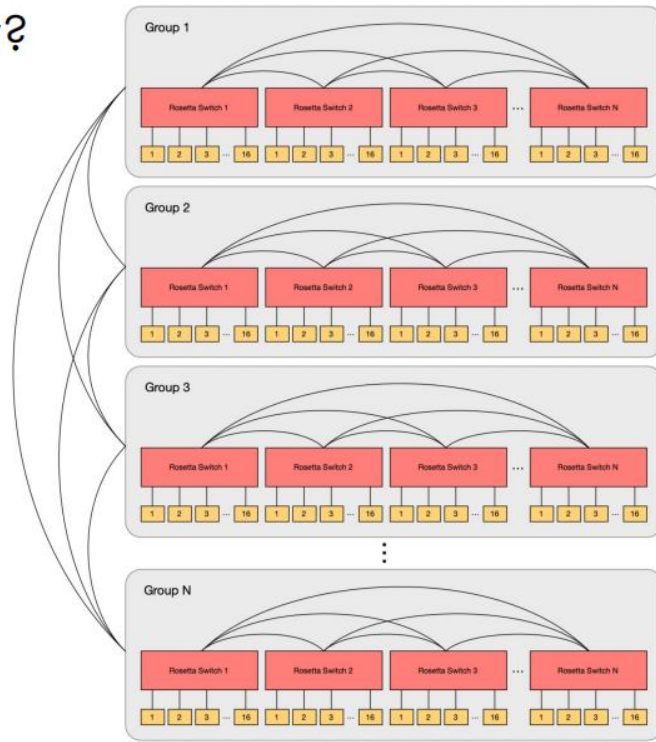 ?
Group 1
Rosetta Switch 1 Rosetta Switch 2 Rosetta Switch 3 ... Rosetta Switch N
1 2 3 ... 16 1 2 3 ... 16 1 2 3 ... 16 1 2 3 ... 16
Group 2
Rosetta Switch 1 Rosetta Switch 2 Rosetta Switch 3 ... Rosetta Switch N
1 2 3 ... 16 1 2 3 ... 16 1 2 3 ... 16 1 2 3 ... 16
Group 3
Rosetta Switch 1 Rosetta Switch 2 Rosetta Switch 3 ... Rosetta Switch N
1 2 3 ... 16 1 2 3 ... 16 1 2 3 ... 16 1 2 3 ... 16
⋮
Group N
Rosetta Switch 1 Rosetta Switch 2 Rosetta Switch 3 ... Rosetta Switch N
1 2 3 ... 16 1 2 3 ... 16 1 2 3 ... 16 1 2 3 ... 16